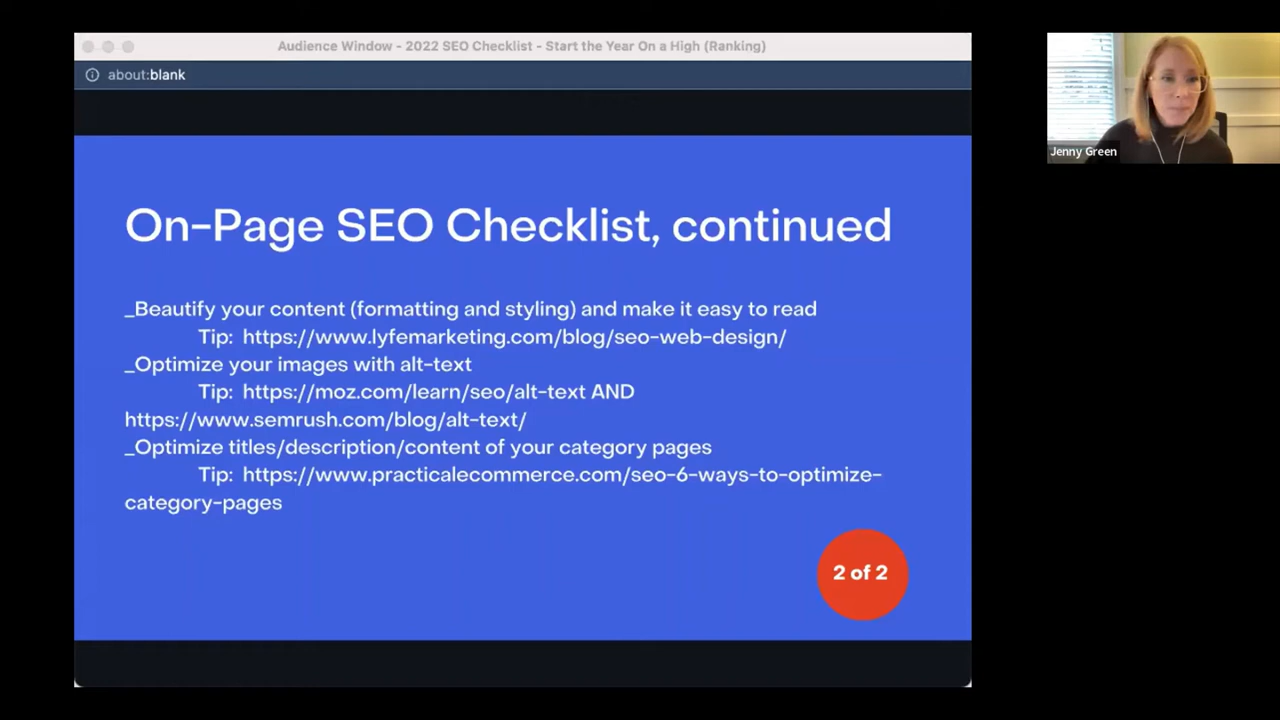 Audience Window - 2022 SEO Checklist - Start the Year On a High (Ranking)
about:blank
On-Page SEO Checklist, continued
_Beautify your content (formatting and styling) and make it easy to read
Tip: https://www.lyfemarketing.com/blog/seo-web-design/
_Optimize your images with alt-text
Tip: https://moz.com/learn/seo/alt-text AND
https://www.semrush.com/blog/alt-text/
_Optimize titles/description/content of your category pages
Tip: https://www.practicalecommerce.com/seo-6-ways-to-optimize-
category-pages
2 of 2
Jenny Green